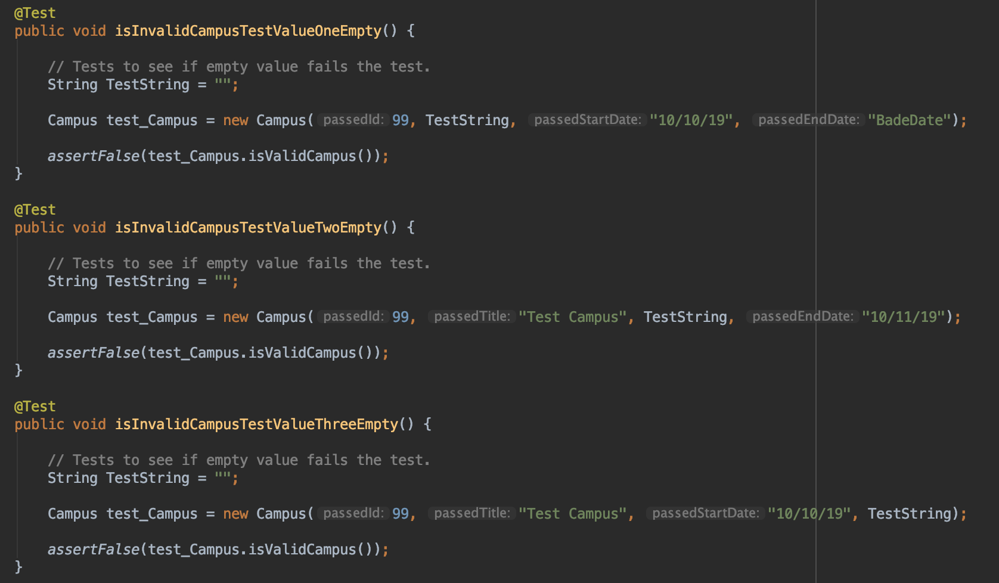 @Test
public void isInvalidCampusTestValueOneEmpty() {
// Tests to see if empty value fails the test.
String TestString = "";
Campus test_Campus = new Campus( passedId: 99, TestString, passedStartDate: "10/10/19", passedEndDate: "BadeDate");
assertFalse(test_Campus.isValidCampus());
}
@Test
public void isInvalidCampusTestValueTwoEmpty() {
// Tests to see if empty value fails the test.
String TestString = "";
Campus test_Campus = new Campus( passedId: 99, passedTitle: "Test Campus", TestString, passedEndDate: "10/11/19");
assertFalse(test_Campus.isValidCampus());
}
@Test
public void isInvalidCampusTestValueThreeEmpty() {
// Tests to see if empty value fails the test.
String TestString = "";
Campus test_Campus = new Campus( passedId: 99, passedTitle: "Test Campus", passedStartDate: "10/10/19", TestString);
assertFalse(test_Campus.isValidCampus());
}